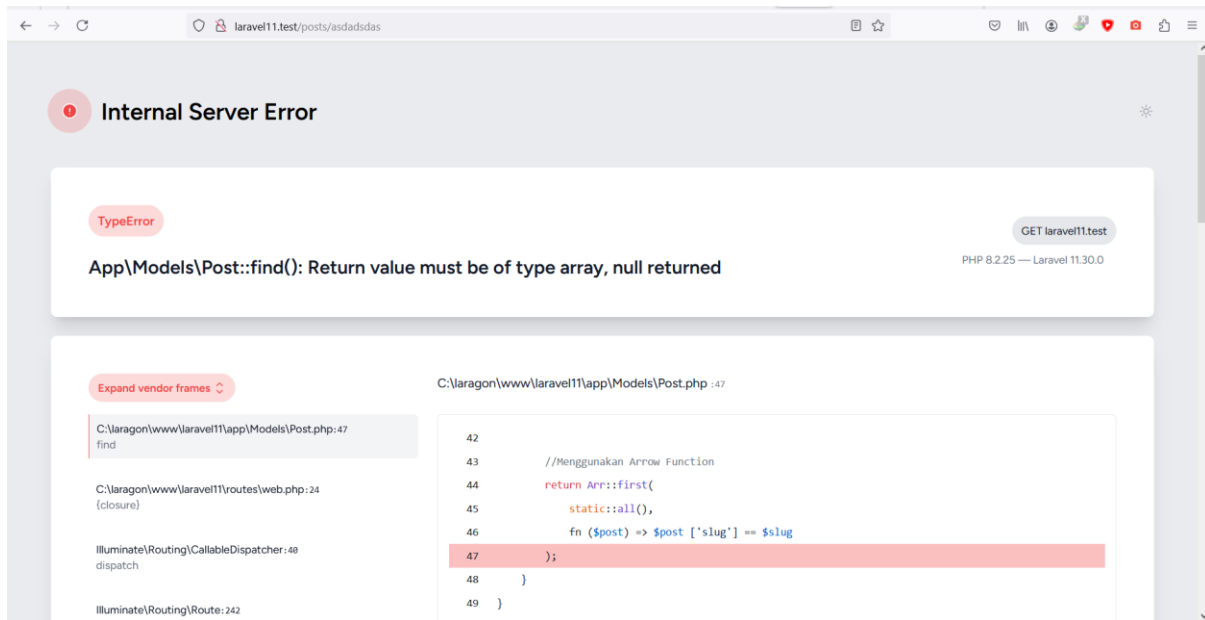 laravel11.test/posts/asdadsdas
Internal Server Error
TypeError
GET laravel11.test
App\Models\Post::find(): Return value must be of type array, null returned
PHP 8.2.25 — Laravel 11.30.0
Expand vendor frames
C:\laragon\www\laravel11\app\Models\Post.php :47
C:\laragon\www\laravel11\app\Models\Post.php:47
find
C:\laragon\www\laravel11\routes\web.php:24
{closure}
Illuminate\Routing\CallableDispatcher:40
dispatch
Illuminate\Routing\Route:242
42
43 //Menggunakan Arrow Function
44 return Arr::first(
45 static::all(),
46 fn ($post) => $post ['slug'] == $slug
47 );
48 }
49 }